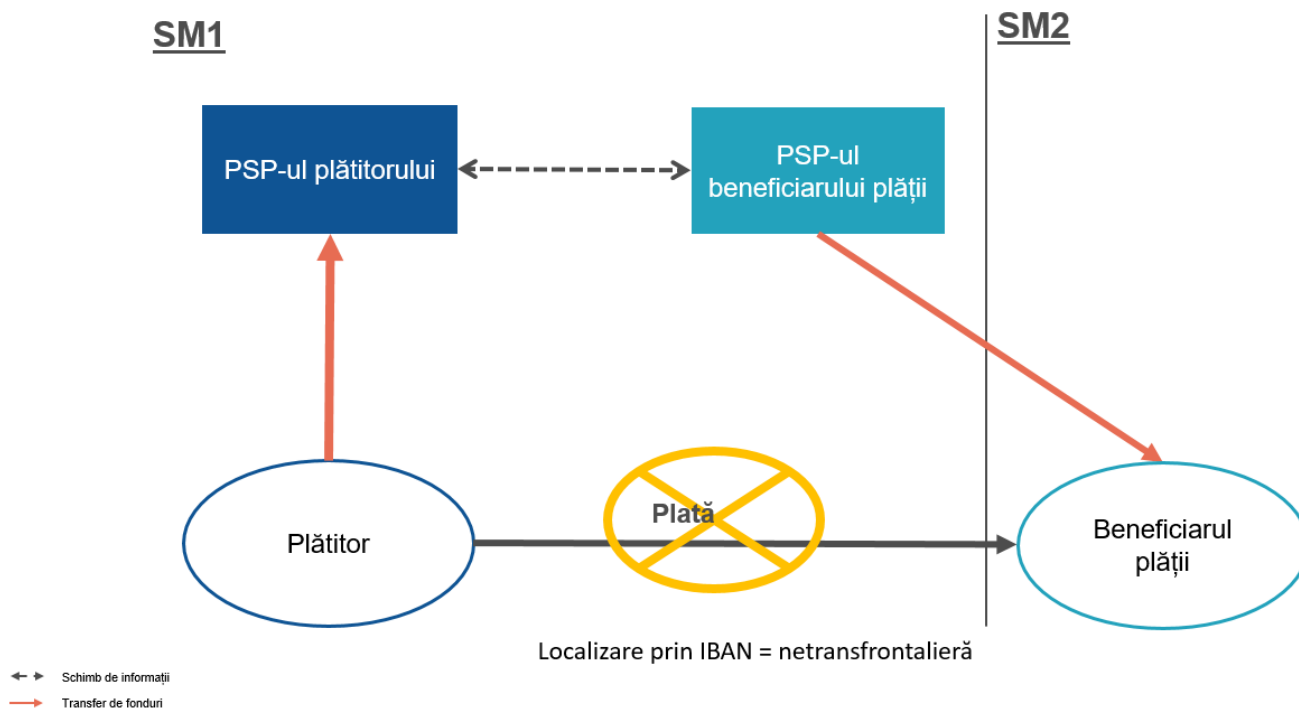 SM1
SM2
PSP-ul plătitorului
PSP-ul
beneficiarului plății
Plată
Plătitor
Beneficiarul
plății
Localizare prin IBAN = netransfrontalieră
Schimb de informații
Transfer de fonduri